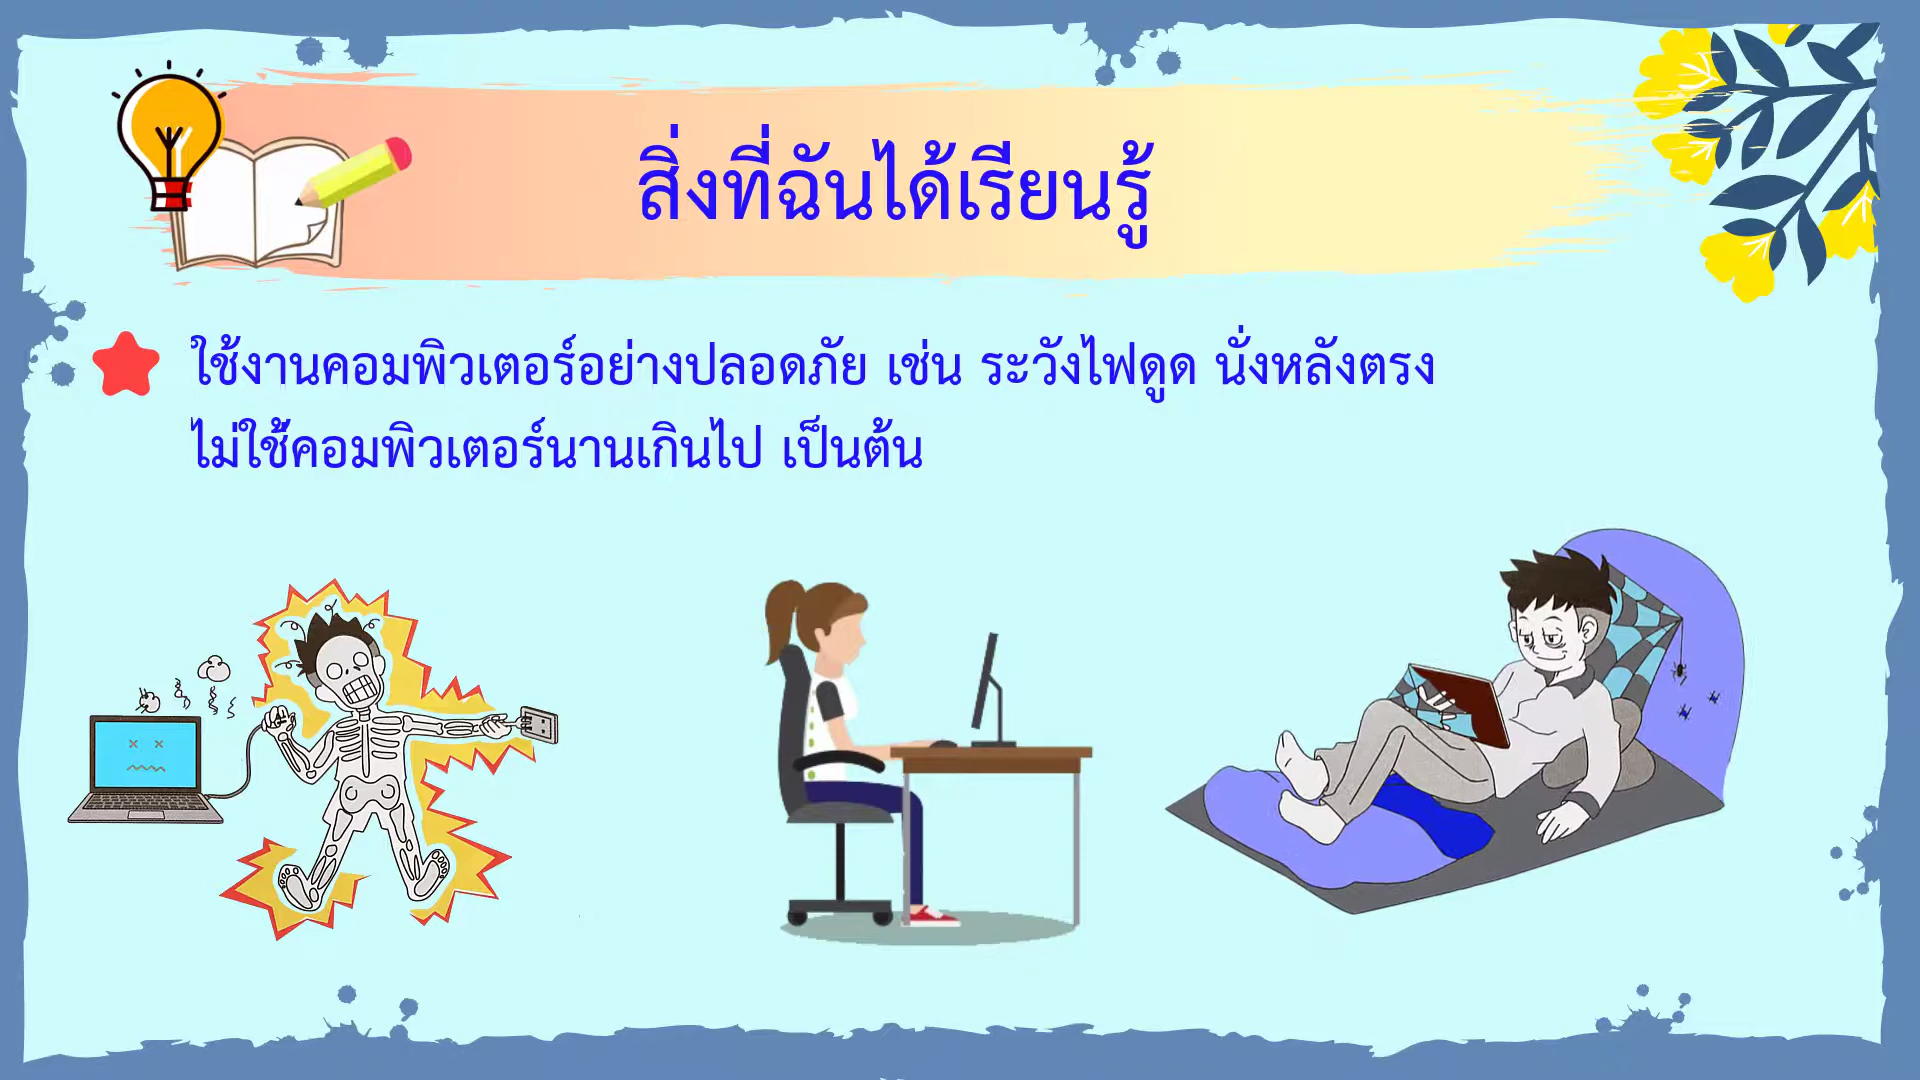 สิ่งที่ฉันได้เรียนรู้
ใช้งานคอมพิวเตอร์อย่างปลอดภัย เช่น ระวังไฟดูด นั่งหลังตรง
ไม่ใช้คอมพิวเตอร์นานเกินไป เป็นต้น